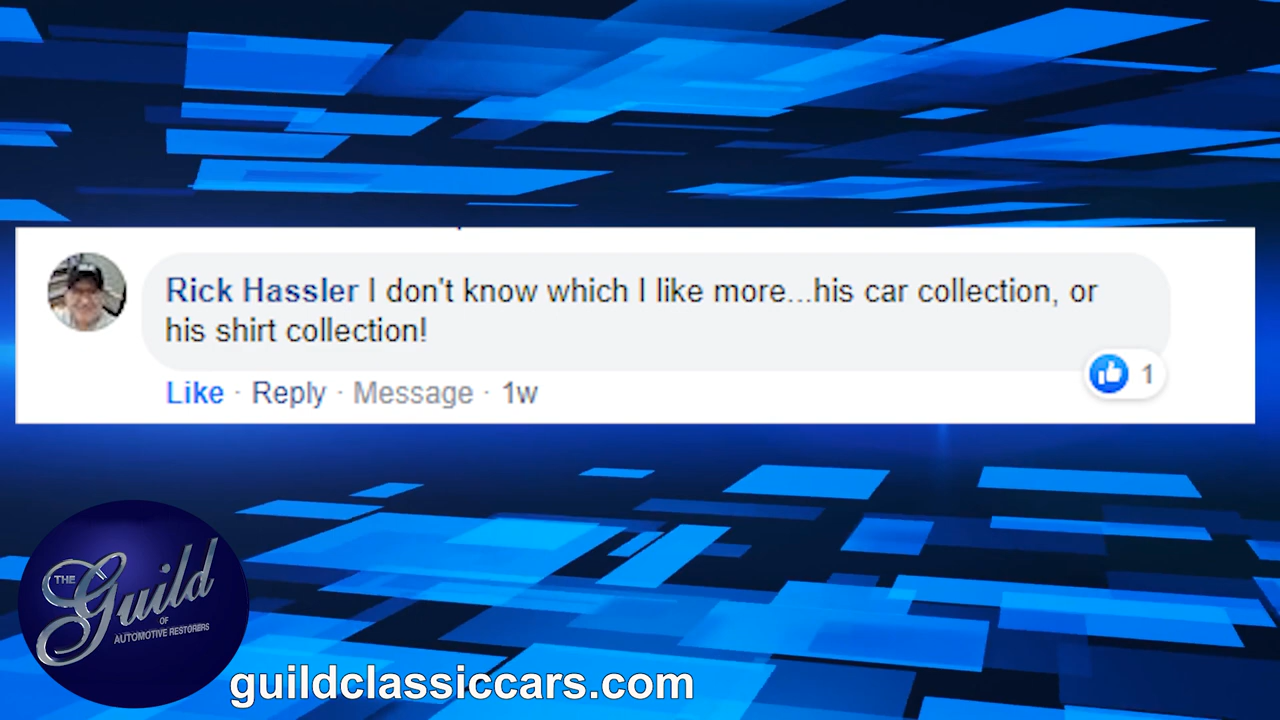 Rick Hassler I don't know which I like more...his car collection, or
his shirt collection!
1
Like · Reply · Message · 1w
THE
Guild
OF
AUTOMOTIVE RESTORERS
guildclassiccars.com